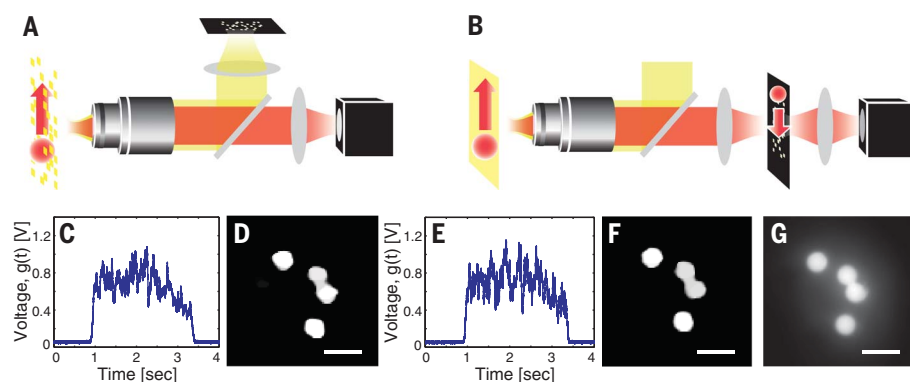 A
B
C
Voltage, g(t) [V]
1.2
0.8
0.4
0
0 1 2 3 4
Time [sec]
D
E
Voltage, g(t) [V]
1.2
0.8
0.4
0
0 1 2 3 4
Time [sec]
F
G